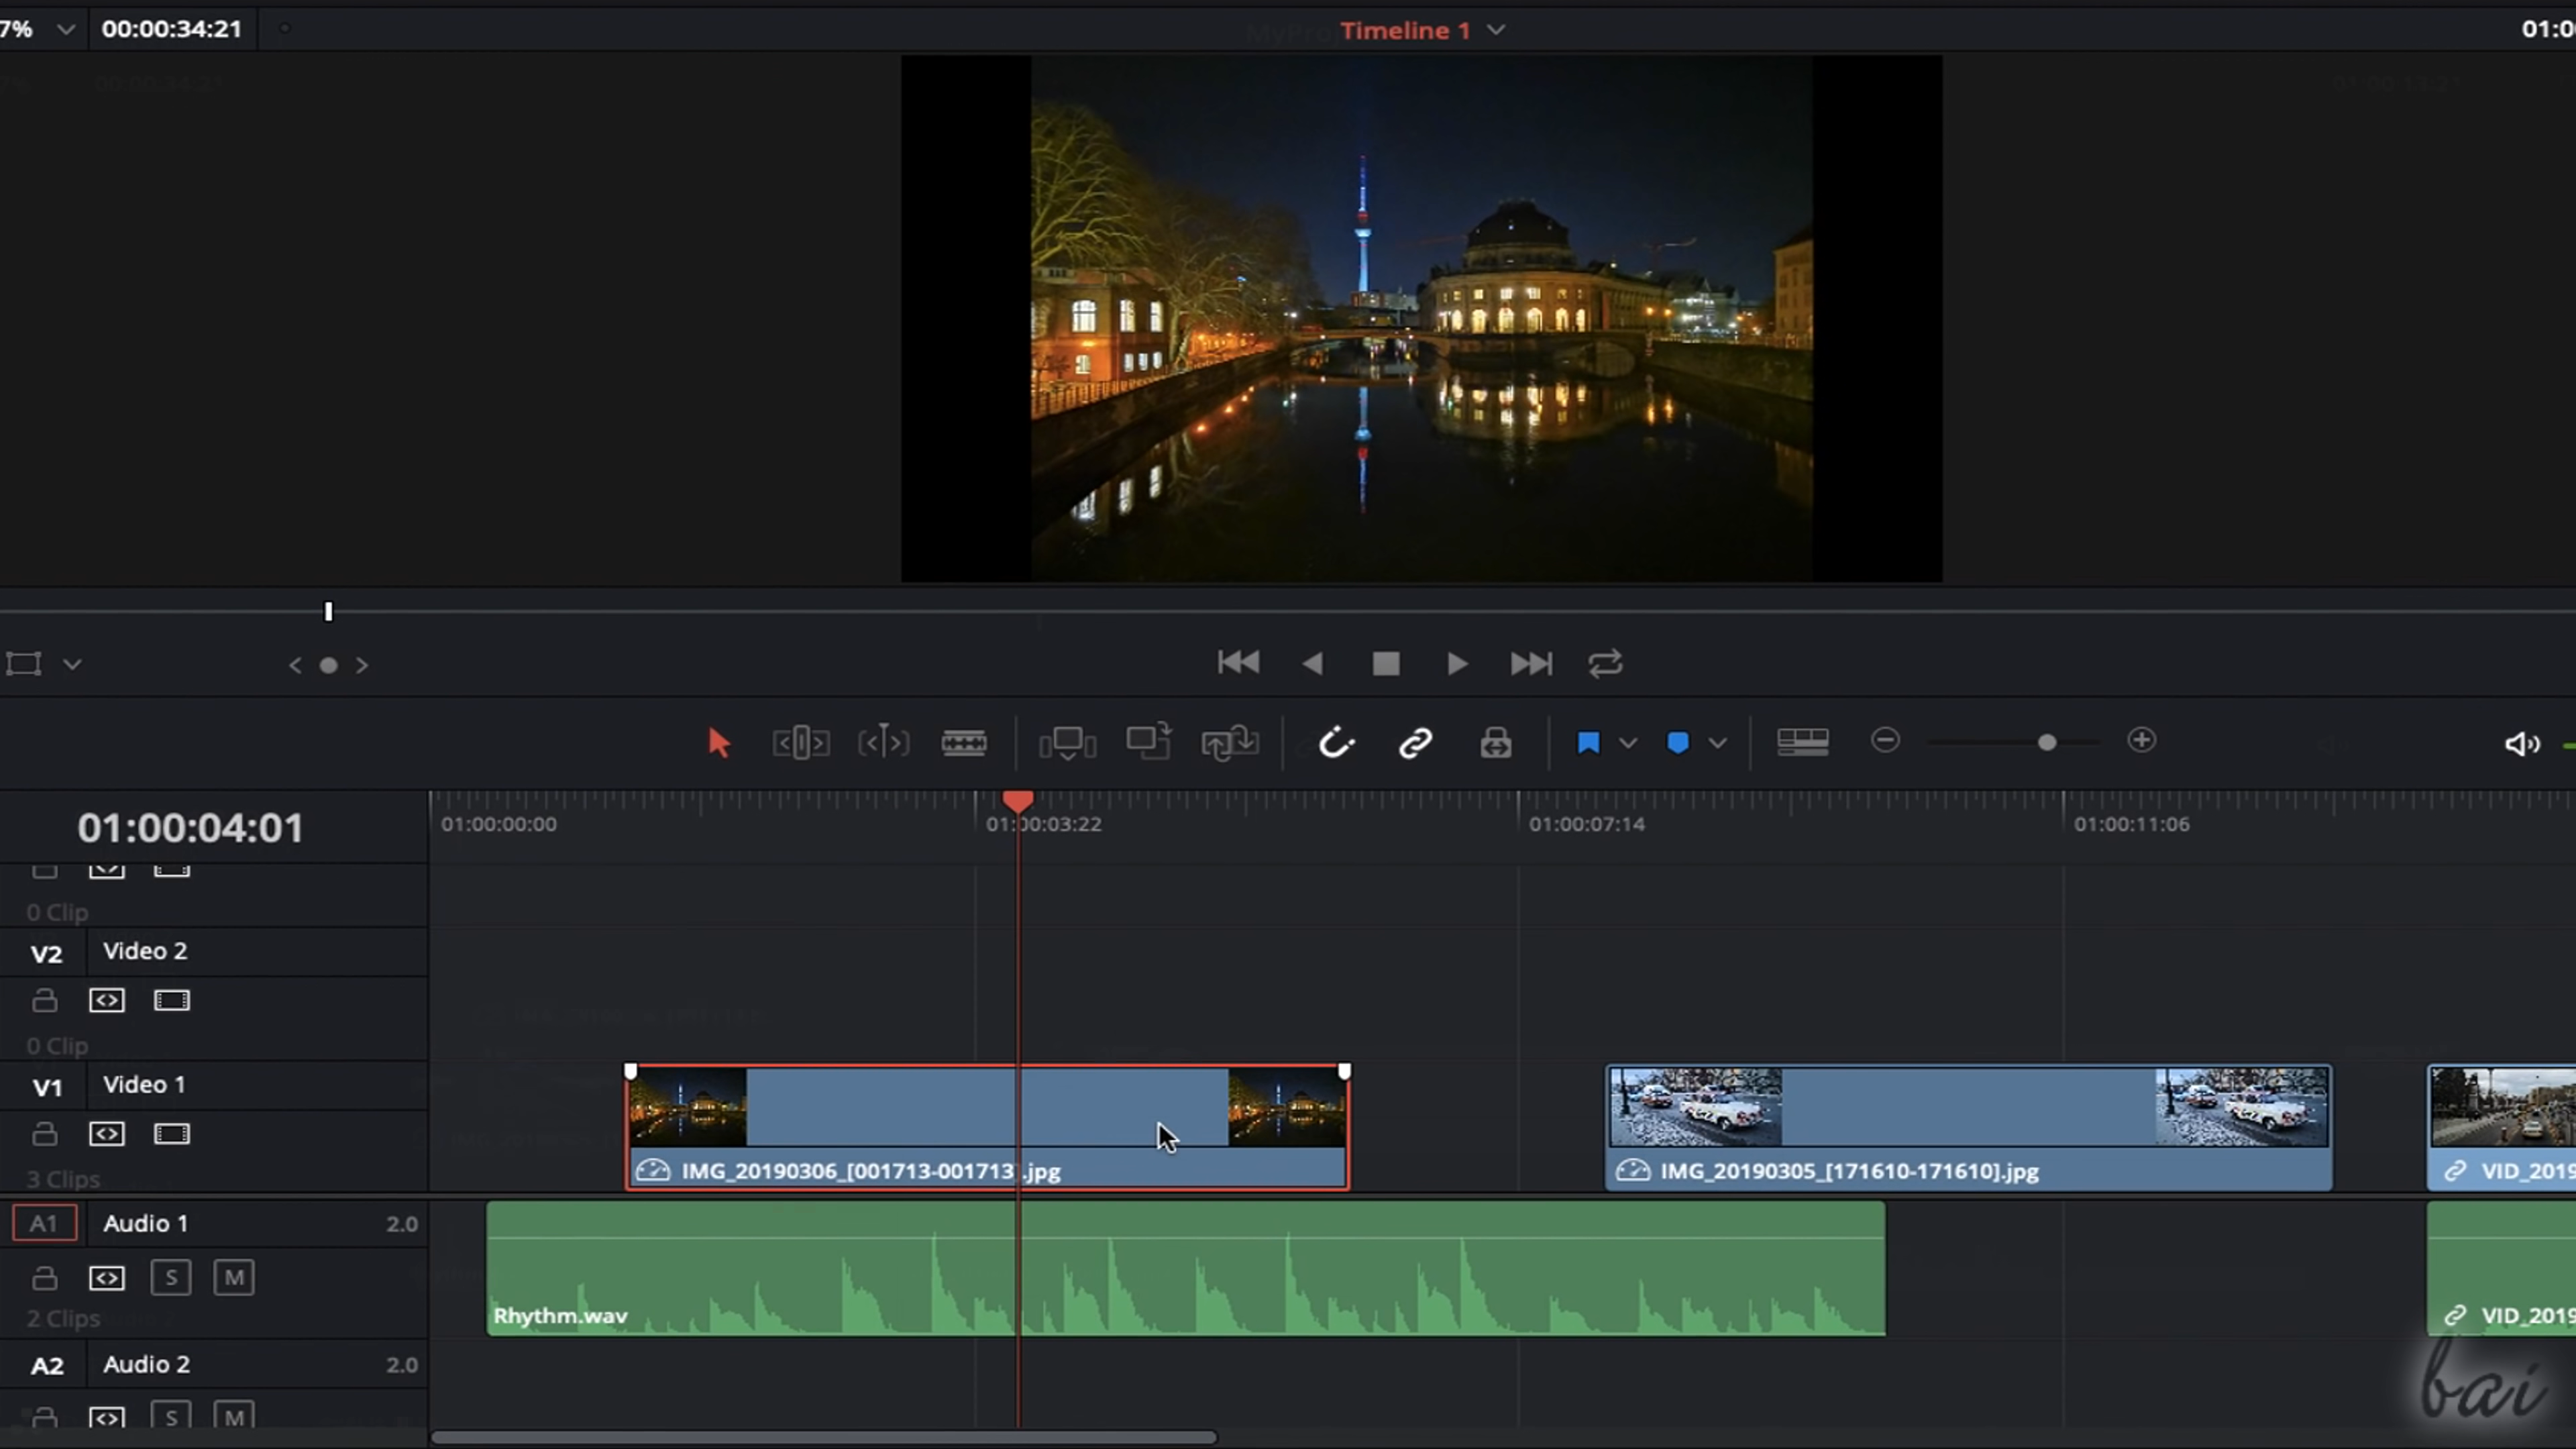 7%
00:00:34:21
Timeline 1
01:0
01:00:04:01
01:00:00:00
01:00:03:22
01:00:07:14
01:00:11:06
0 Clip
V2
Video 2
0 Clip
V1
Video 1
3 Clips
IMG_20190306_[001713-001713].jpg
IMG_20190305_[171610-171610].jpg
VID_2019
A1
Audio 1
2.0
S
M
2 Clips
Rhythm.wav
VID_2019
A2
Audio 2
2.0
S
M
bai